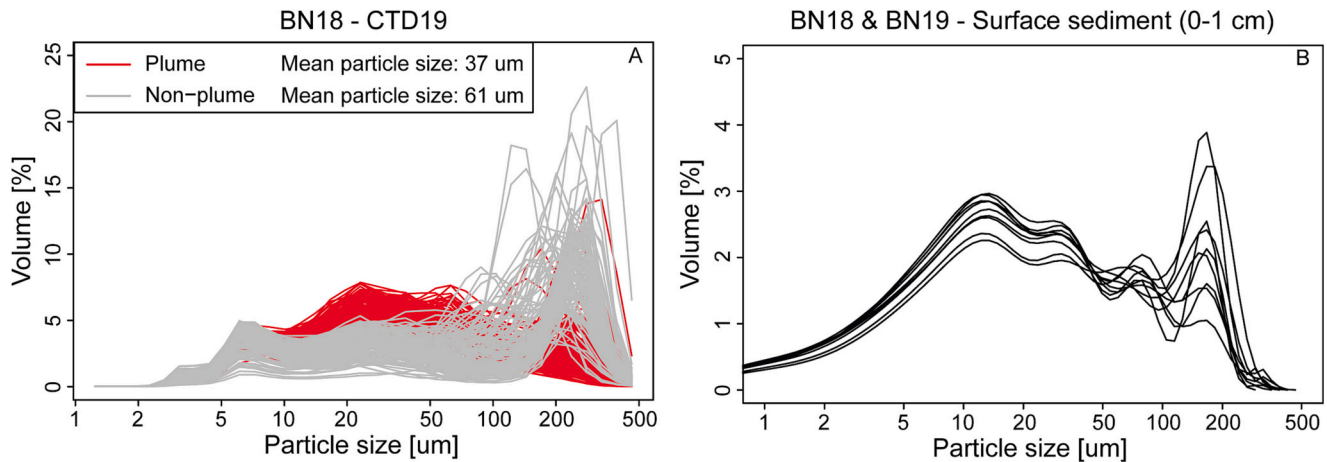 BN18 - CTD19
BN18 & BN19 - Surface sediment (0-1 cm)
A
Plume Mean particle size: 37 um
Non−plume Mean particle size: 61 um
Volume [%]
25
20
15
10
5
0
1 2 5 10 20 50 100 200 500
Particle size [um]
B
Volume [%]
5
4
3
2
1
0
1 2 5 10 20 50 100 200 500
Particle size [um]